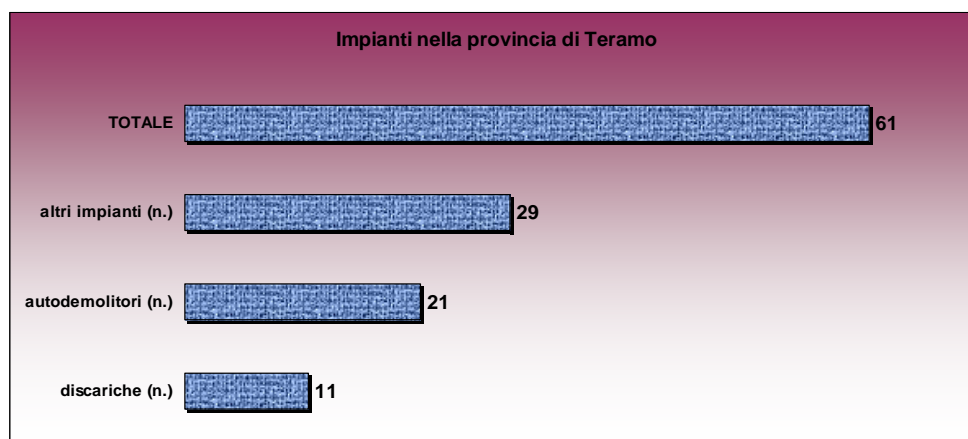 Impianti nella provincia di Teramo
TOTALE 61
altri impianti (n.) 29
autodemolitori (n.) 21
discariche (n.) 11